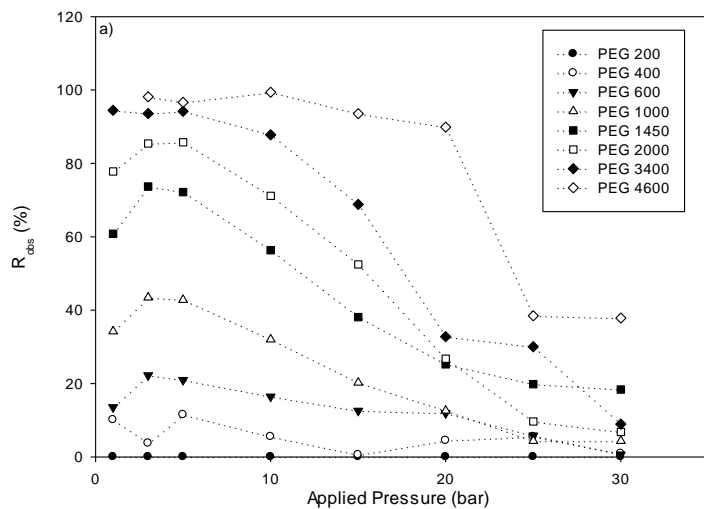 a)
120
100
80
60
40
20
0
R_obs (%)
0 10 20 30
Applied Pressure (bar)
PEG 200
PEG 400
PEG 600
PEG 1000
PEG 1450
PEG 2000
PEG 3400
PEG 4600